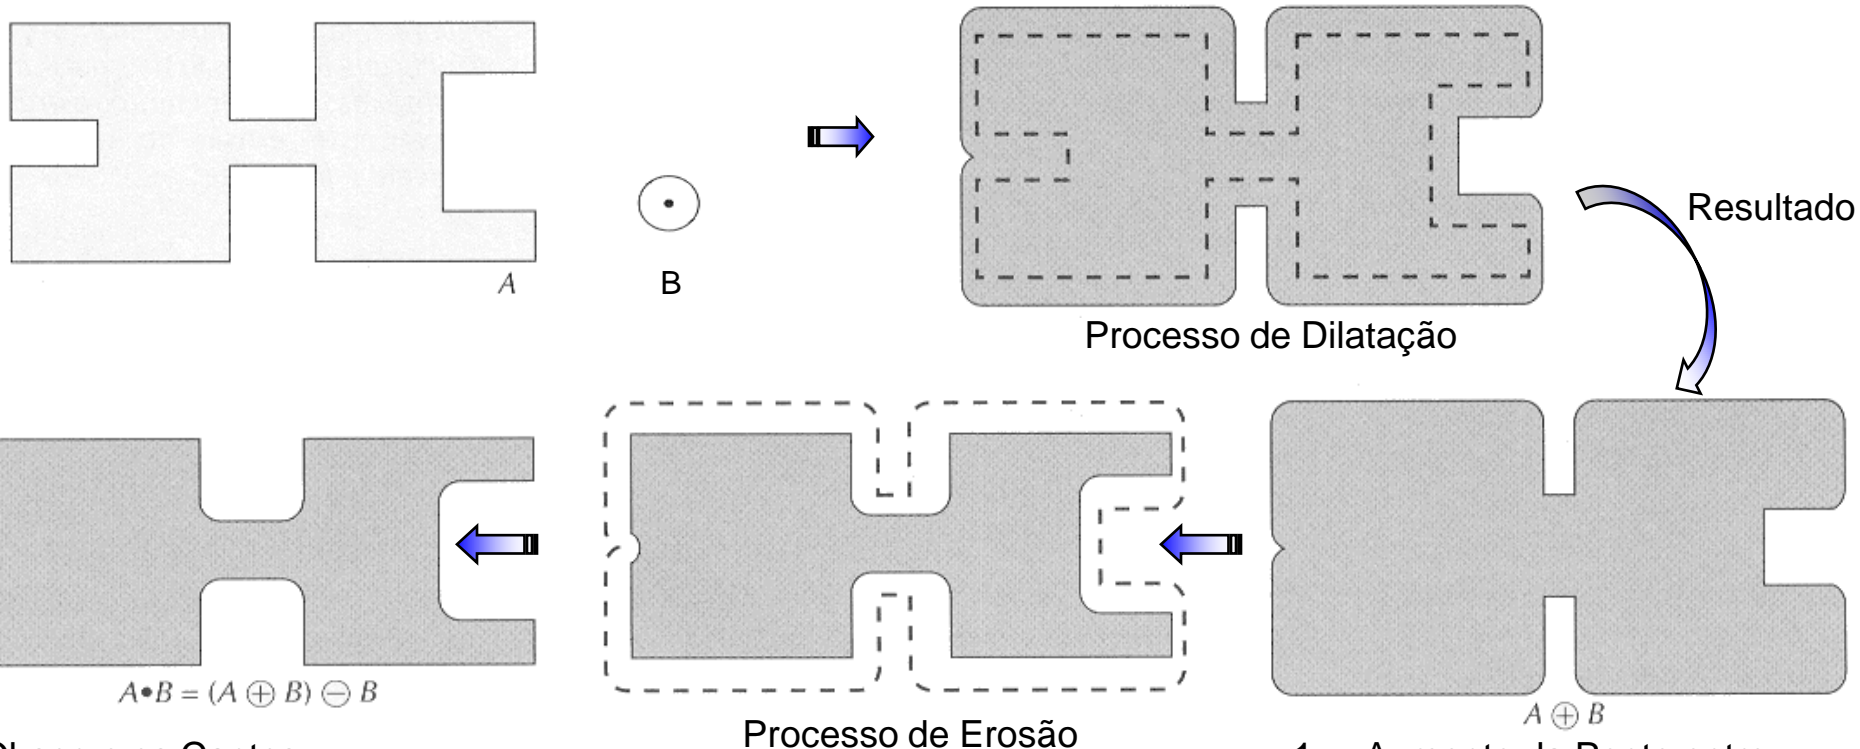 A
B
Resultado
Processo de Dilatação
A•B = (A ⊕ B) ⊖ B
Processo de Erosão
A ⊕ B